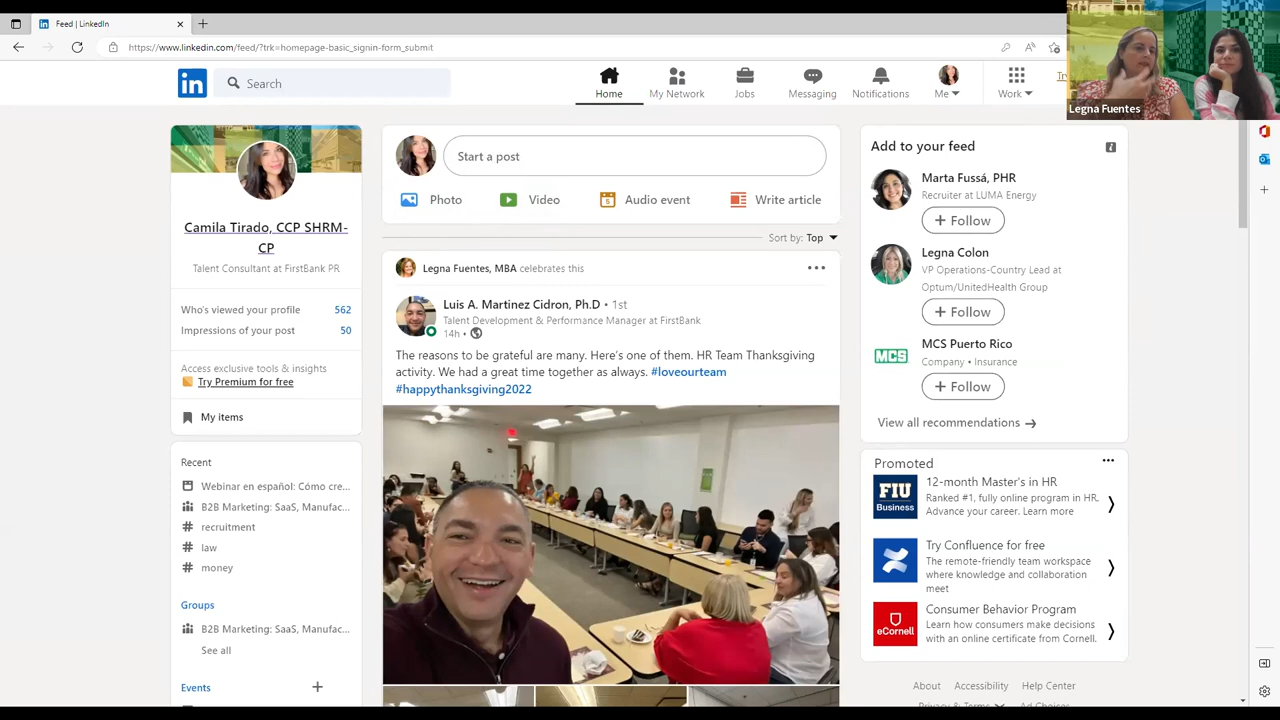 Feed | LinkedIn
https://www.linkedin.com/feed/?trk=homepage-basic_signin-form_submit
Legna Fuentes
in
Search
Home
My Network
Jobs
Messaging
Notifications
Me
Work
Camila Tirado, CCP SHRM-
CP
Talent Consultant at FirstBank PR
Who's viewed your profile 562
Impressions of your post 50
Access exclusive tools & insights
Try Premium for free
My items
Recent
Webinar en español: Cómo cre...
B2B Marketing: SaaS, Manufac...
# recruitment
# law
# money
Groups
B2B Marketing: SaaS, Manufac...
See all
Events +
Start a post
Photo
Video
Audio event
Write article
Sort by: Top
Legna Fuentes, MBA celebrates this
Luis A. Martinez Cidron, Ph.D • 1st
Talent Development & Performance Manager at FirstBank
14h •
The reasons to be grateful are many. Here's one of them. HR Team Thanksgiving
activity. We had a great time together as always. #loveourteam
#happythanksgiving2022
Add to your feed
Marta Fussá, PHR
Recruiter at LUMA Energy
+ Follow
Legna Colon
VP Operations-Country Lead at
Optum/UnitedHealth Group
+ Follow
MCS
MCS Puerto Rico
Company • Insurance
+ Follow
View all recommendations →
Promoted
FIU
Business
12-month Master's in HR
Ranked #1, fully online program in HR.
Advance your career. Learn more
Try Confluence for free
The remote-friendly team workspace
where knowledge and collaboration
meet
eCornell
Consumer Behavior Program
Learn how consumers make decisions
with an online certificate from Cornell.
About
Accessibility
Help Center
Privacy & Terms
Ad Choices